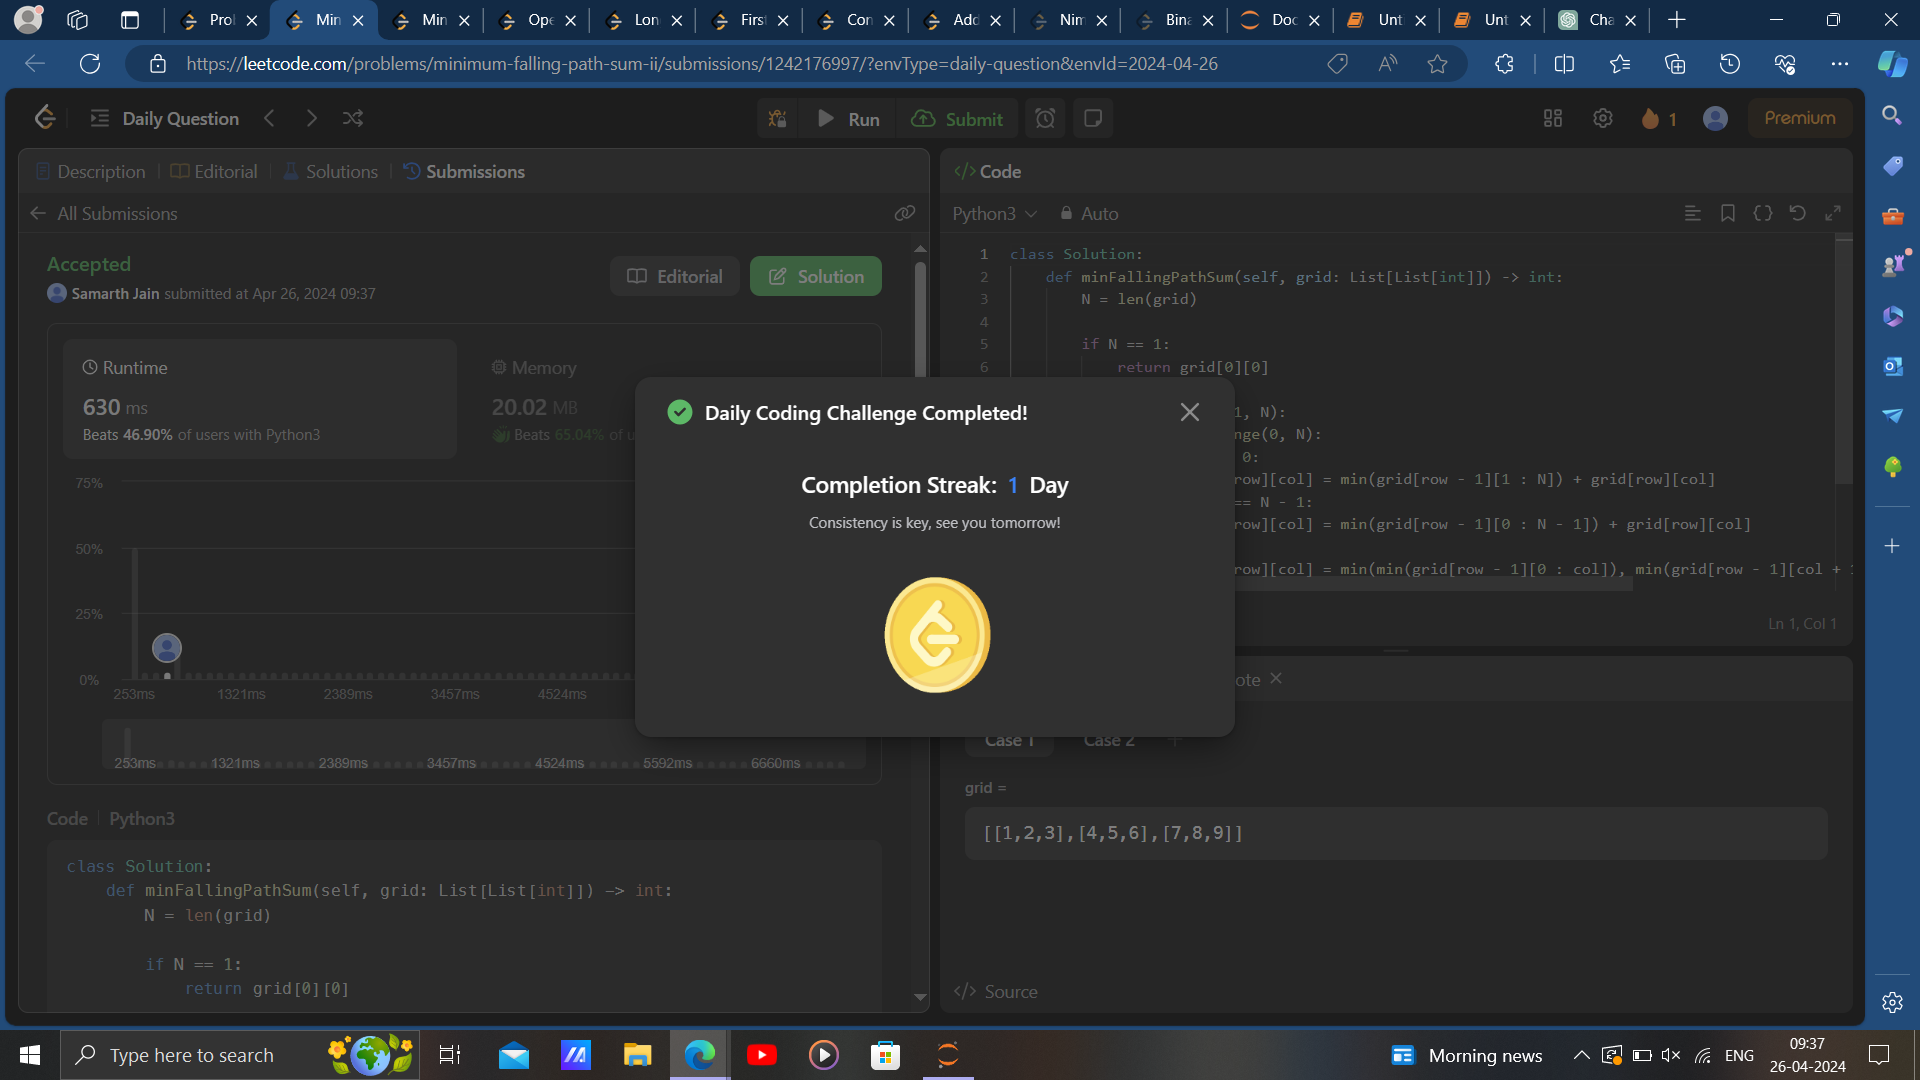 Prol
Min
Min
Ope
Lon
Firs
Con
Add
Nim
Bina
Doc
Unt
Unt
Cha
https://leetcode.com/problems/minimum-falling-path-sum-ii/submissions/1242176997/?envType=daily-question&envId=2024-04-26
Daily Question
Run
Submit
1
Premium
Description
Editorial
Solutions
Submissions
All Submissions
Accepted
Samarth Jain submitted at Apr 26, 2024 09:37
Editorial
Solution
Runtime
630 ms
Beats 46.90% of users with Python3
Memory
20.02 MB
Beats 65.04% of u
75%
50%
25%
0%
253ms 1321ms 2389ms 3457ms 4524ms
253ms 1321ms 2389ms 3457ms 4524ms 5592ms 6660ms
Code | Python3
class Solution:
def minFallingPathSum(self, grid: List[List[int]]) -> int:
N = len(grid)
if N == 1:
return grid[0][0]
Daily Coding Challenge Completed!
Completion Streak: 1 Day
Consistency is key, see you tomorrow!
</> Code
Python3
Auto
1 class Solution:
2 def minFallingPathSum(self, grid: List[List[int]]) -> int:
3 N = len(grid)
4
5 if N == 1:
6 return grid[0][0]
1, N):
nge(0, N):
0:
row][col] = min(grid[row - 1][1 : N]) + grid[row][col]
== N - 1:
row][col] = min(grid[row - 1][0 : N - 1]) + grid[row][col]
row][col] = min(min(grid[row - 1][0 : col]), min(grid[row - 1][col +
Ln 1, Col 1
ote
Case 1
Case 2
grid =
[[1,2,3],[4,5,6],[7,8,9]]
</> Source
Type here to search
Morning news
ENG
09:37
26-04-2024